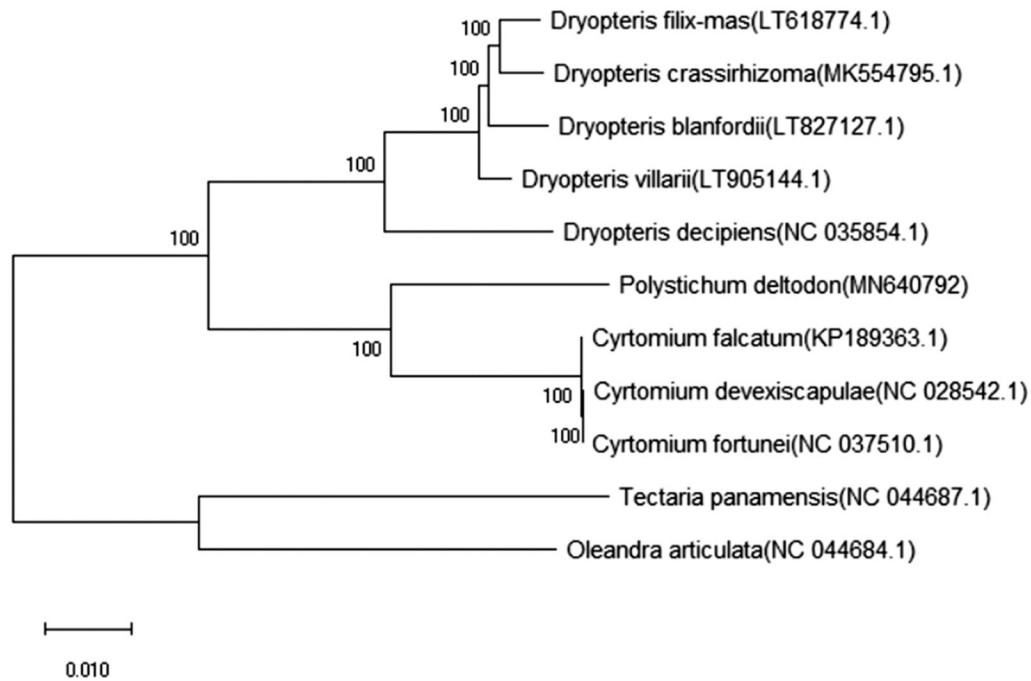 100 Dryopteris filix-mas(LT618774.1)
100 Dryopteris crassirhizoma(MK554795.1)
100 Dryopteris blanfordii(LT827127.1)
100 Dryopteris villarii(LT905144.1)
100 Dryopteris decipiens(NC 035854.1)
Polystichum deltodon(MN640792)
100 Cyrtomium falcatum(KP189363.1)
100 Cyrtomium devexiscapulae(NC 028542.1)
100 Cyrtomium fortunei(NC 037510.1)
Tectaria panamensis(NC 044687.1)
Oleandra articulata(NC 044684.1)
0.010